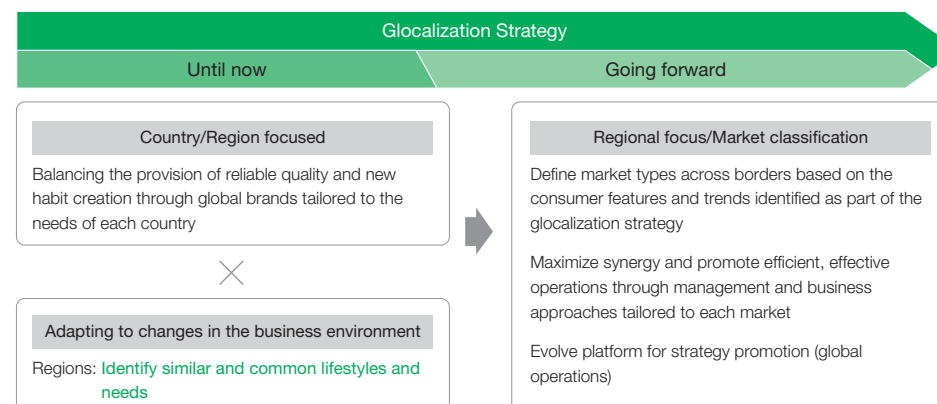 Glocalization Strategy
Until now
Going forward
Country/Region focused
Balancing the provision of reliable quality and new
habit creation through global brands tailored to the
needs of each country
Adapting to changes in the business environment
Regions: Identify similar and common lifestyles and
needs
Regional focus/Market classification
Define market types across borders based on the
consumer features and trends identified as part of the
glocalization strategy
Maximize synergy and promote efficient, effective
operations through management and business
approaches tailored to each market
Evolve platform for strategy promotion (global
operations)